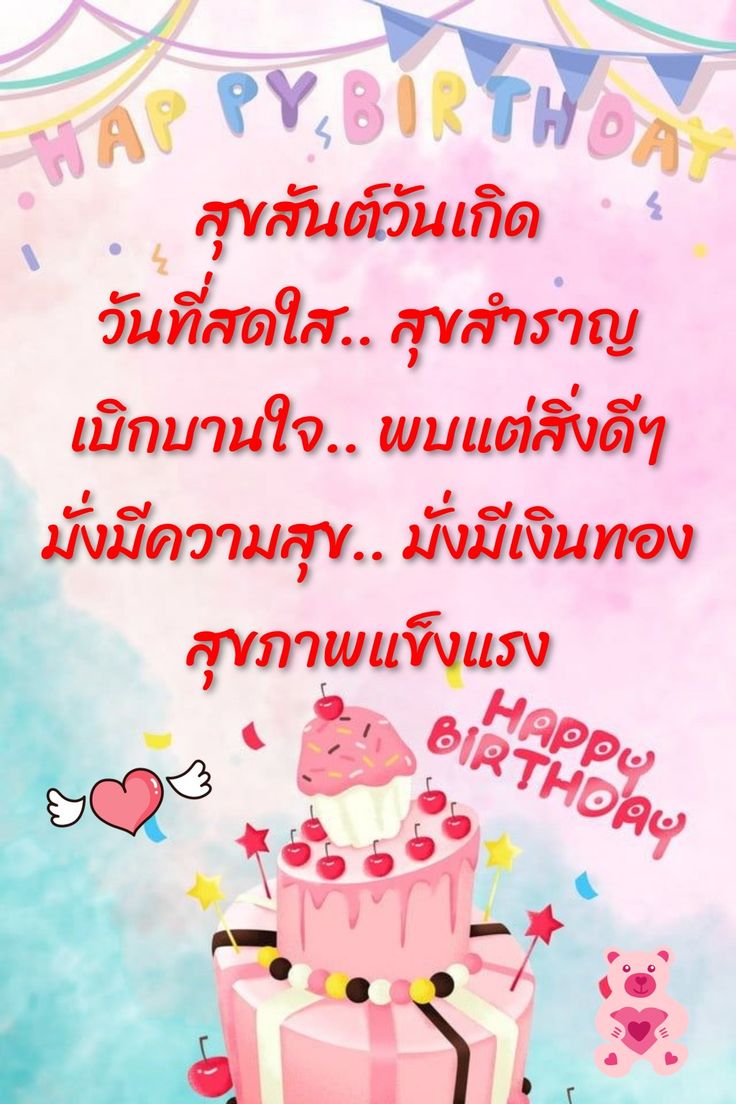 HAPPY BIRTHDAY
สุขสันต์วันเกิด
วันที่สดใส.. สุขสำราญ
เบิกบานใจ.. พบแต่สิ่งดีๆ
มั่งมีความสุข.. มั่งมีเงินทอง
สุขภาพแข็งแรง
HAPPY
BiRTHDAY